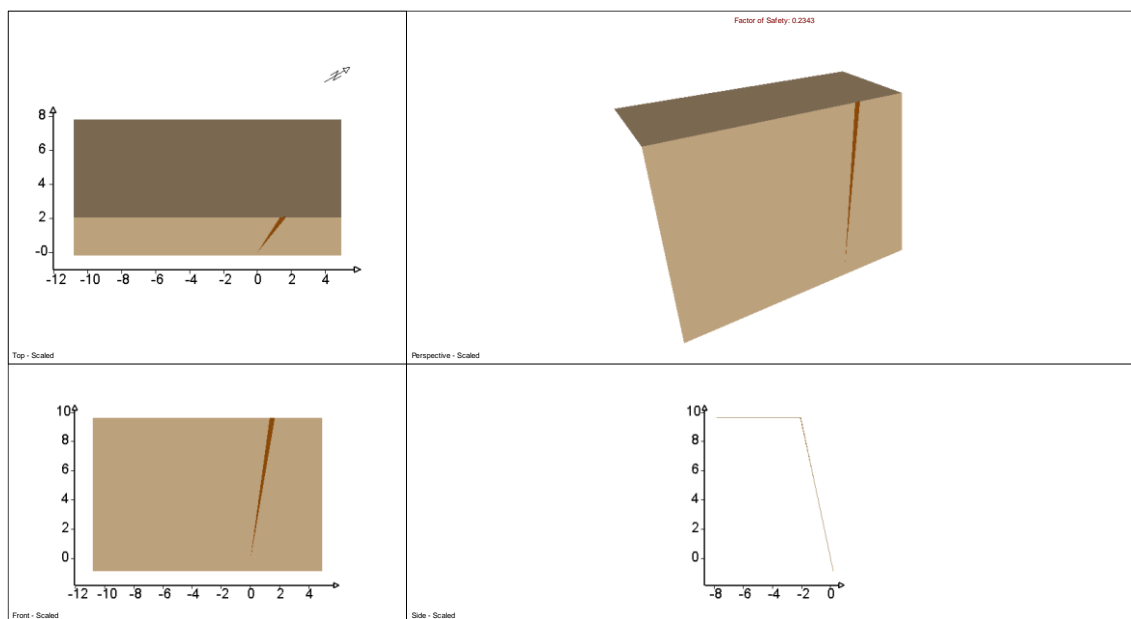 Factor of Safety: 0.2343
N
8
6
4
2
-0
-12 -10 -8 -6 -4 -2 0 2 4
Top - Scaled
Perspective - Scaled
10
8
6
4
2
0
-12 -10 -8 -6 -4 -2 0 2 4
Front - Scaled
10
8
6
4
2
0
-8 -6 -4 -2 0
Side - Scaled